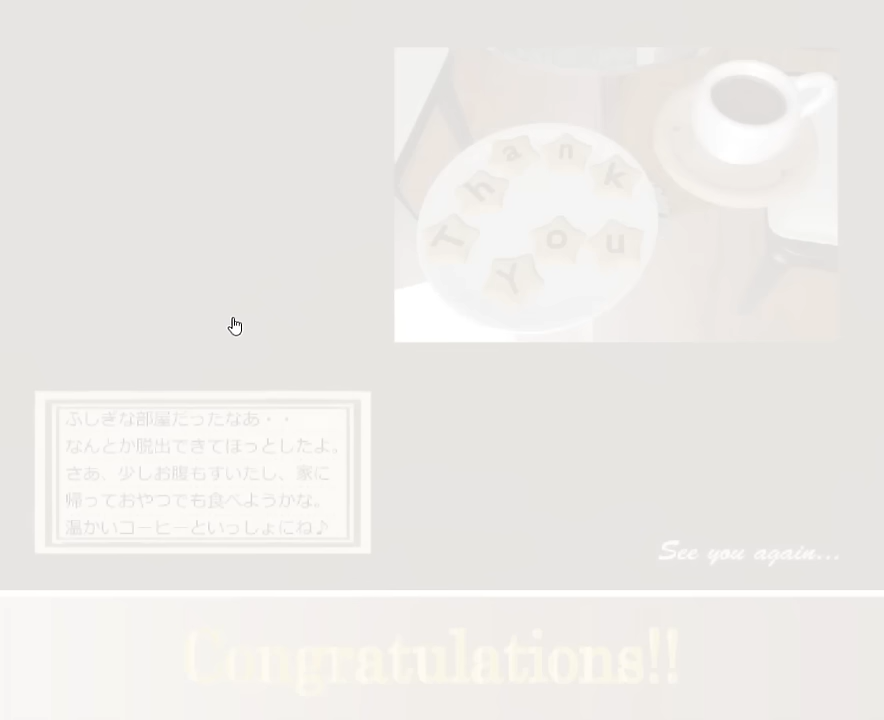 Thank
You
ふしぎな部屋だったなあ・・
なんとか脱出できてほっとしたよ。
さあ、少しお腹もすいたし、家に
帰っておやつでも食べようかな。
温かいコーヒーといっしょにね♪
See you again...
Congratulations!!